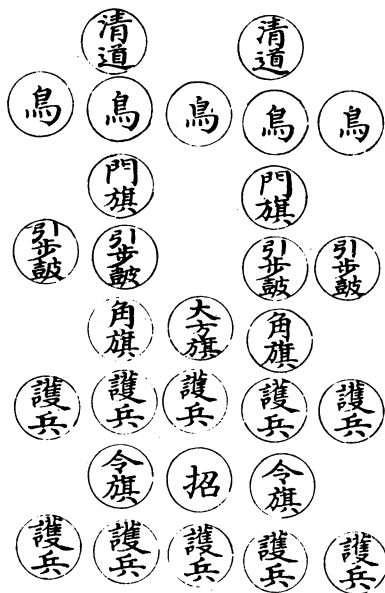 清道 清道
鳥 鳥 鳥 鳥 鳥
門旗 門旗
引步鼓 引步鼓 引步鼓 引步鼓
角旗 大方旗 角旗
護兵 護兵 護兵 護兵 護兵
令旗 招 令旗
護兵 護兵 護兵 護兵 護兵